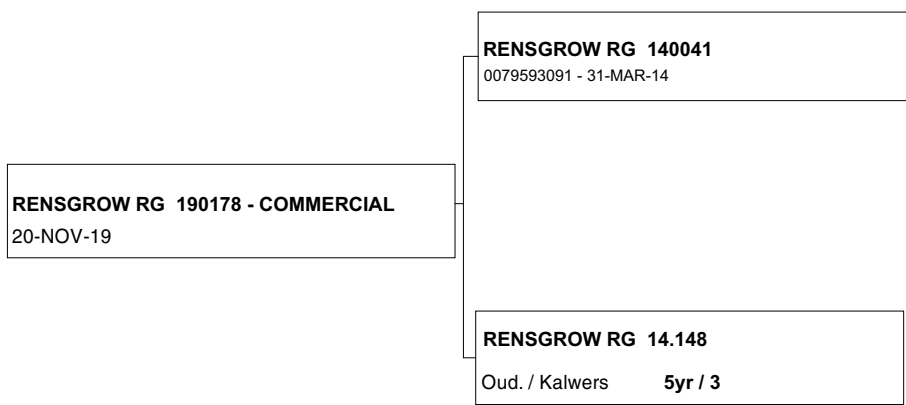 RENSGROW RG 140041
0079593091 - 31-MAR-14
RENSGROW RG 190178 - COMMERCIAL
20-NOV-19
RENSGROW RG 14.148
Oud. / Kalwers 5yr / 3